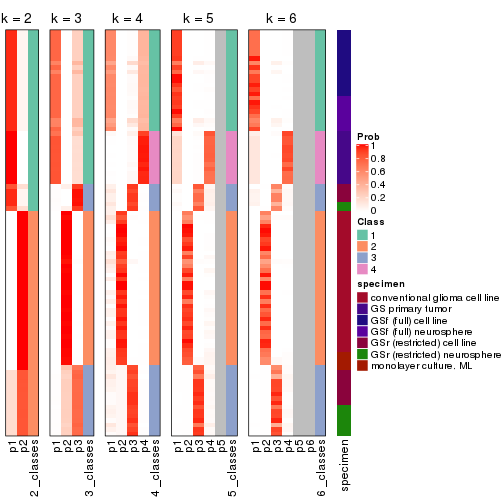 k = 2
k = 3
k = 4
k = 5
k = 6
Prob
1
0.8
0.6
0.4
0.2
0
Class
1
2
3
4
specimen
conventional glioma cell line
GS primary tumor
GSf (full) cell line
GSf (full) neurosphere
GSr (restricted) cell line
GSr (restricted) neurosphere
monolayer culture. ML
p1
p2
2_classes
p1
p2
p3
3_classes
p1
p2
p3
p4
4_classes
p1
p2
p3
p4
p5
5_classes
p1
p2
p3
p4
p5
p6
6_classes
specimen